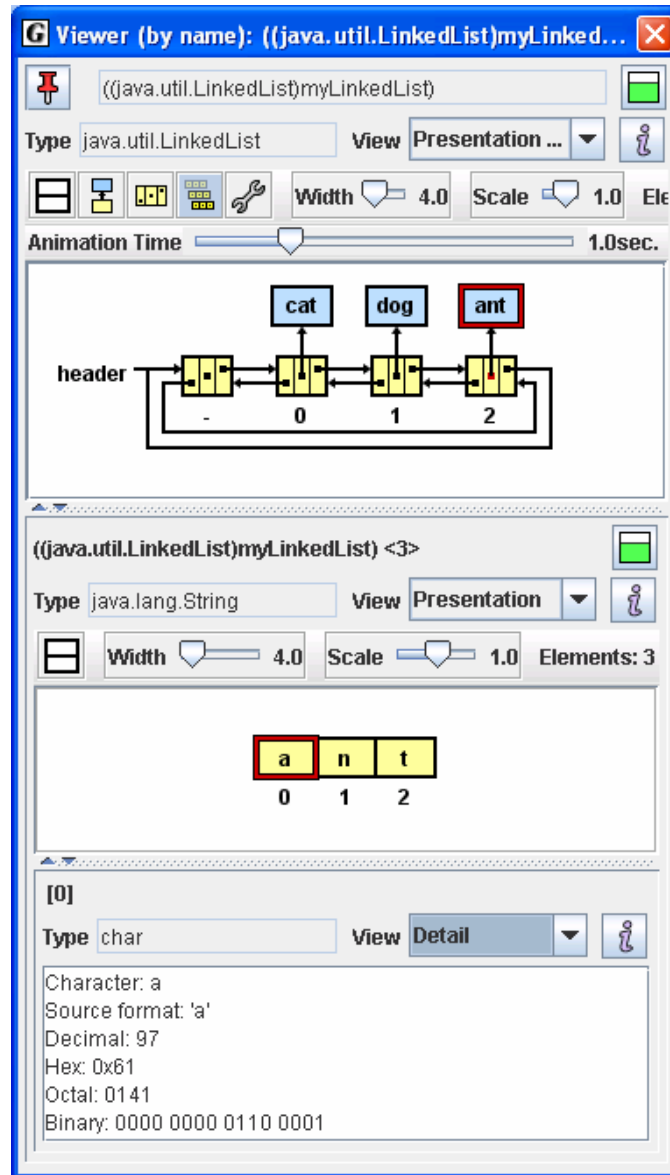 G Viewer (by name): ((java.util.LinkedList)myLinked...
((java.util.LinkedList)myLinkedList)
Type java.util.LinkedList View Presentation ... i
Width 4.0 Scale 1.0 Ele
Animation Time 1.0sec.
cat dog ant
header
- 0 1 2
((java.util.LinkedList)myLinkedList) <3>
Type java.lang.String View Presentation i
Width 4.0 Scale 1.0 Elements: 3
a n t
0 1 2
[0]
Type char View Detail i
Character: a
Source format: 'a'
Decimal: 97
Hex: 0x61
Octal: 0141
Binary: 0000 0000 0110 0001